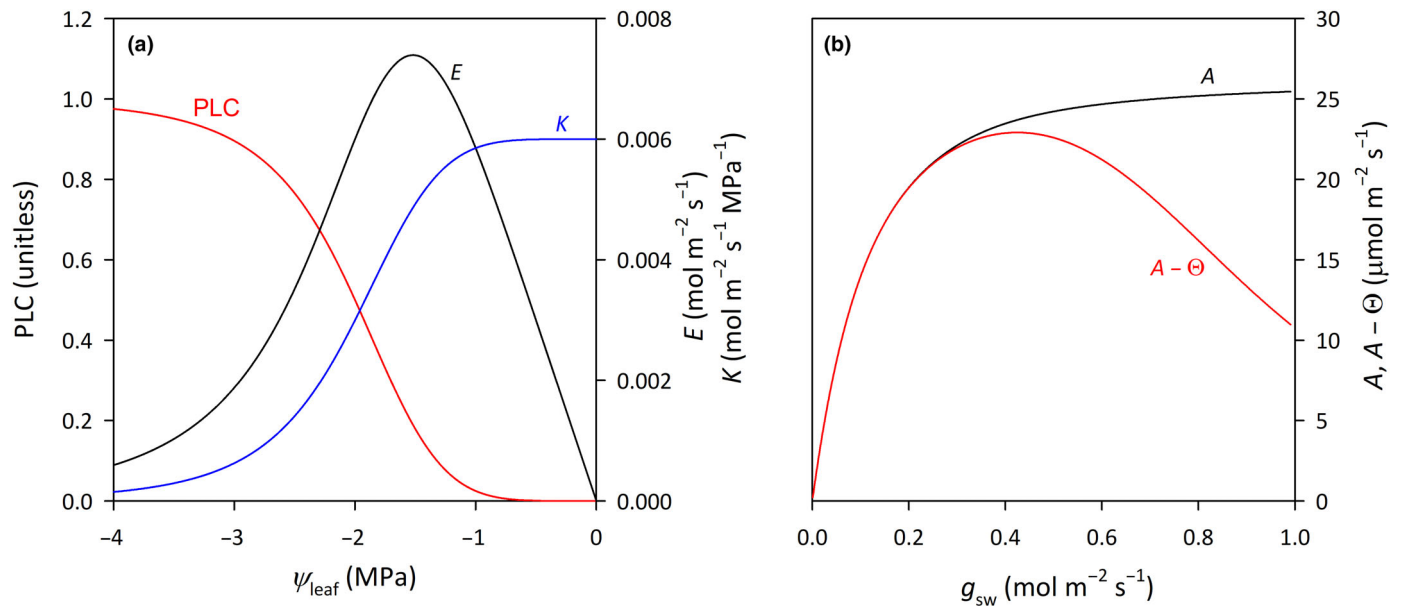 (a)
PLC
E
K
1.2
1.0
0.8
0.6
0.4
0.2
0.0
PLC (unitless)
0.008
0.006
0.004
0.002
0.000
E (mol m⁻² s⁻¹)
K (mol m⁻² s⁻¹ MPa⁻¹)
−4 −3 −2 −1 0
ψleaf (MPa)
(b)
A
A − Θ
30
25
20
15
10
5
0
A, A − Θ (μmol m⁻² s⁻¹)
0.0 0.2 0.4 0.6 0.8 1.0
gsw (mol m⁻² s⁻¹)